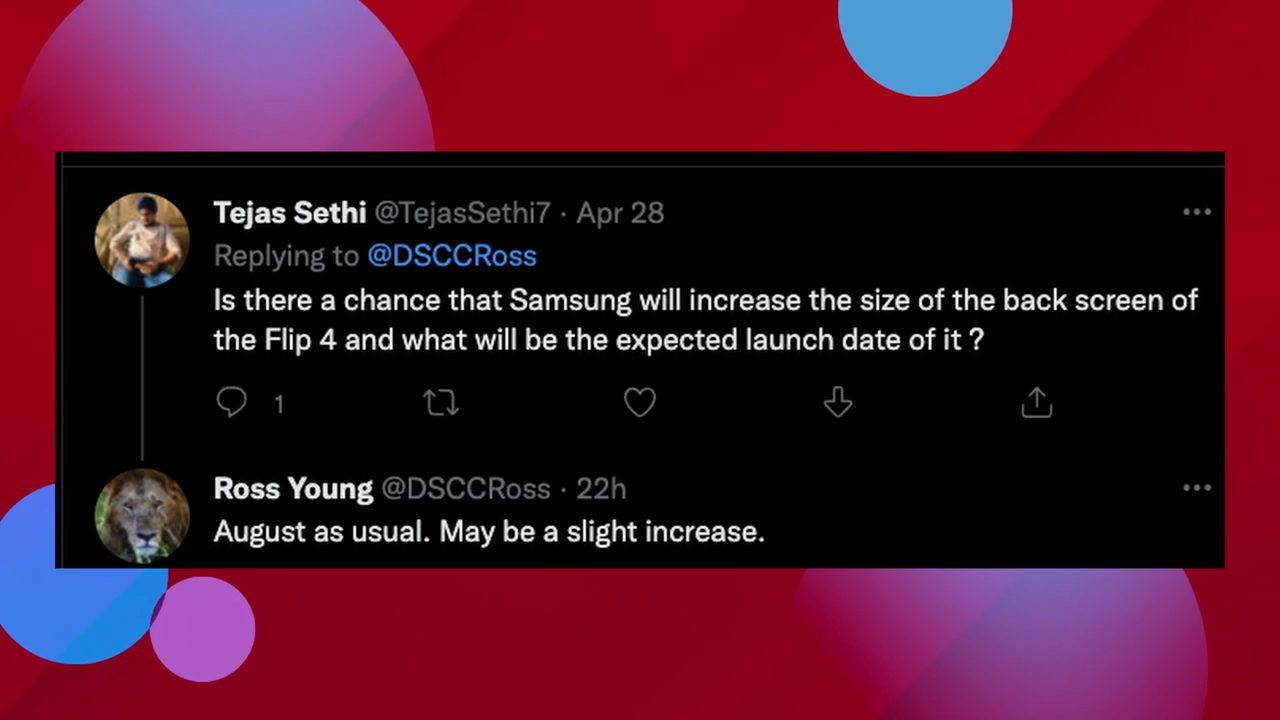 Tejas Sethi @TejasSethi7 · Apr 28
Replying to @DSCCRoss
Is there a chance that Samsung will increase the size of the back screen of
the Flip 4 and what will be the expected launch date of it ?
1
Ross Young @DSCCRoss · 22h
August as usual. May be a slight increase.